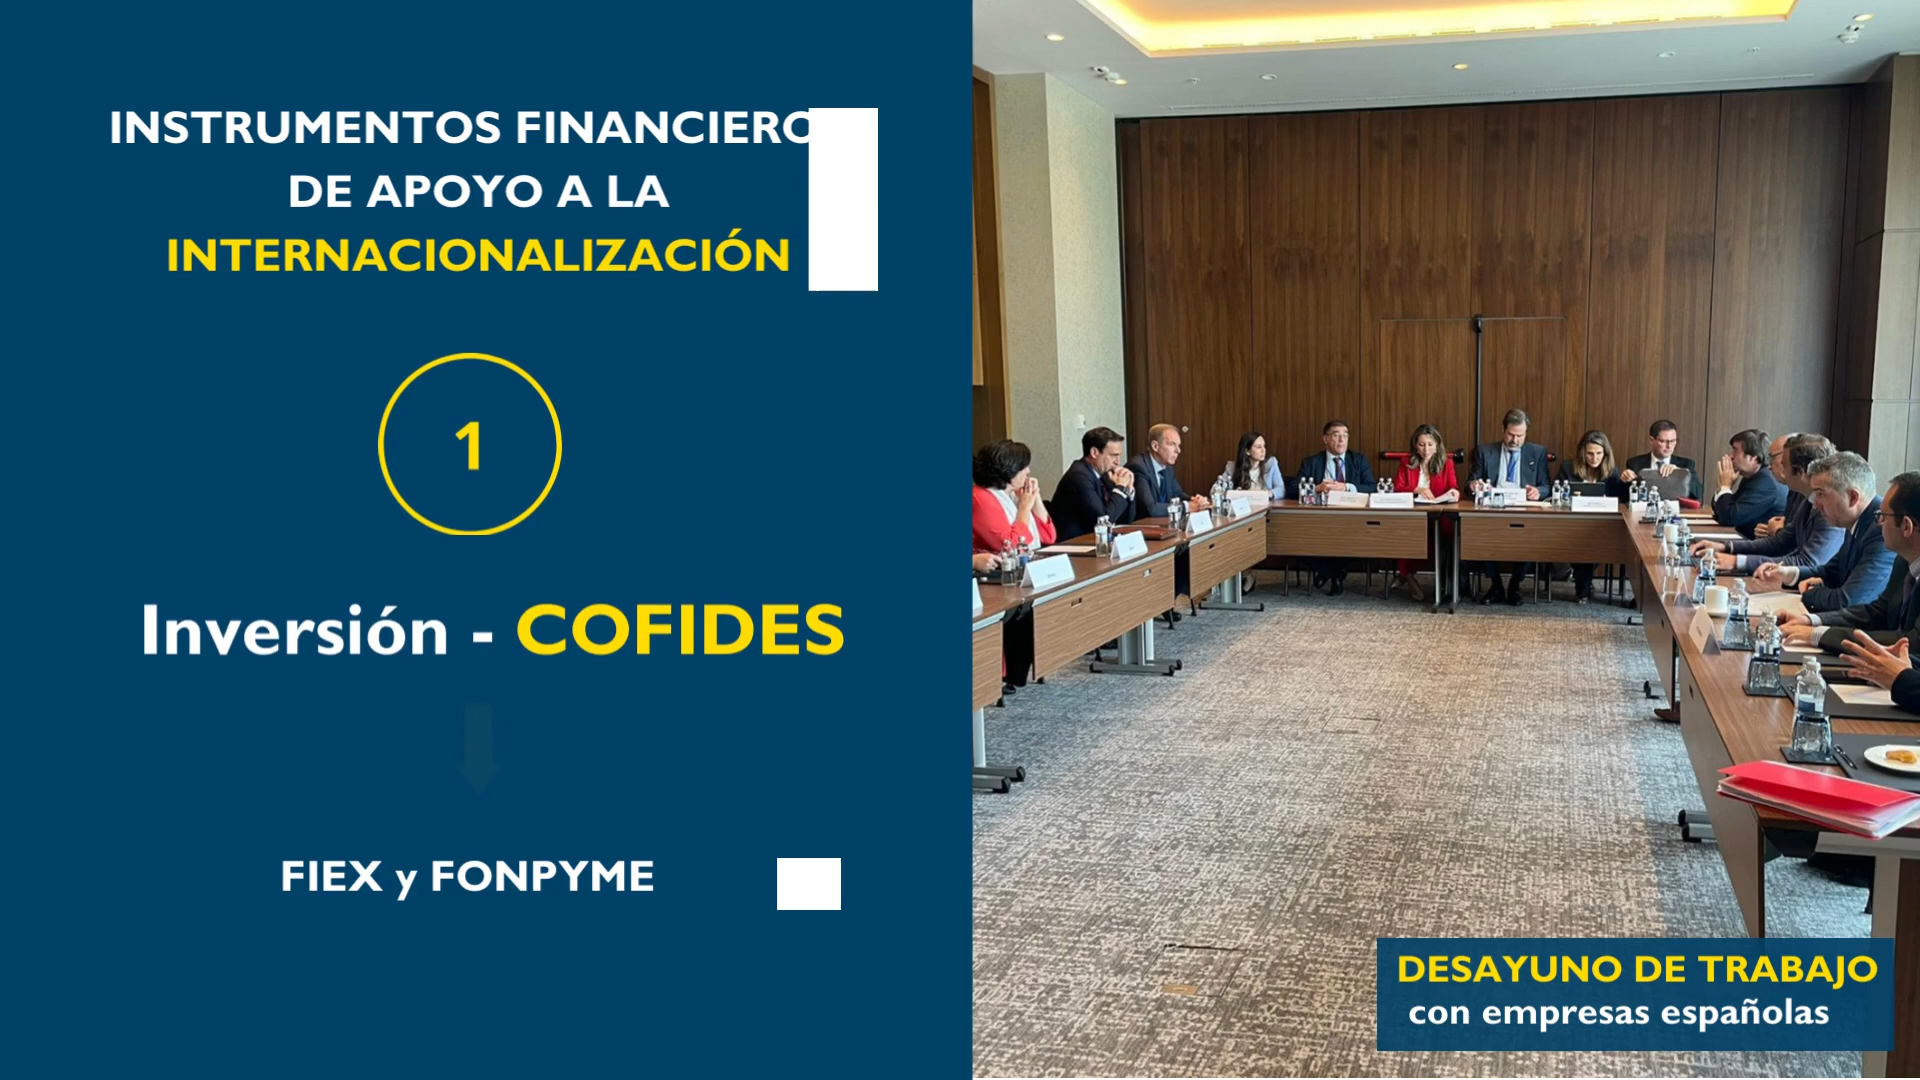 INSTRUMENTOS FINANCIERO
DE APOYO A LA
INTERNACIONALIZACIÓN
1
Inversión - COFIDES
FIEX y FONPYME
DESAYUNO DE TRABAJO
con empresas españolas